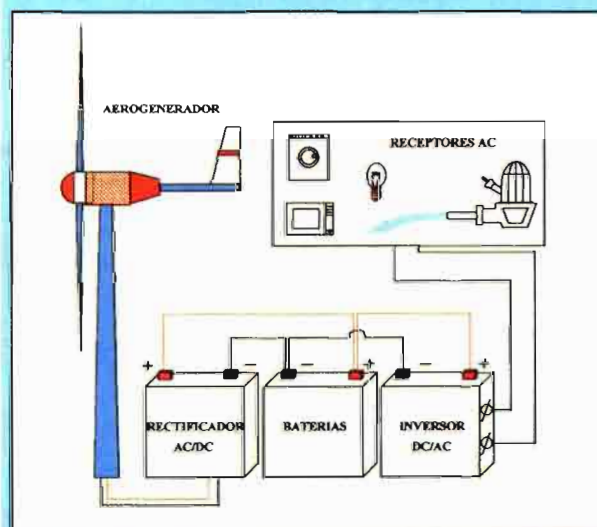 AEROGENERADOR
RECEPTORES AC
+ - - + - +
RECTIFICADOR
AC/DC
BATERIAS
INVERSOR
DC/AC